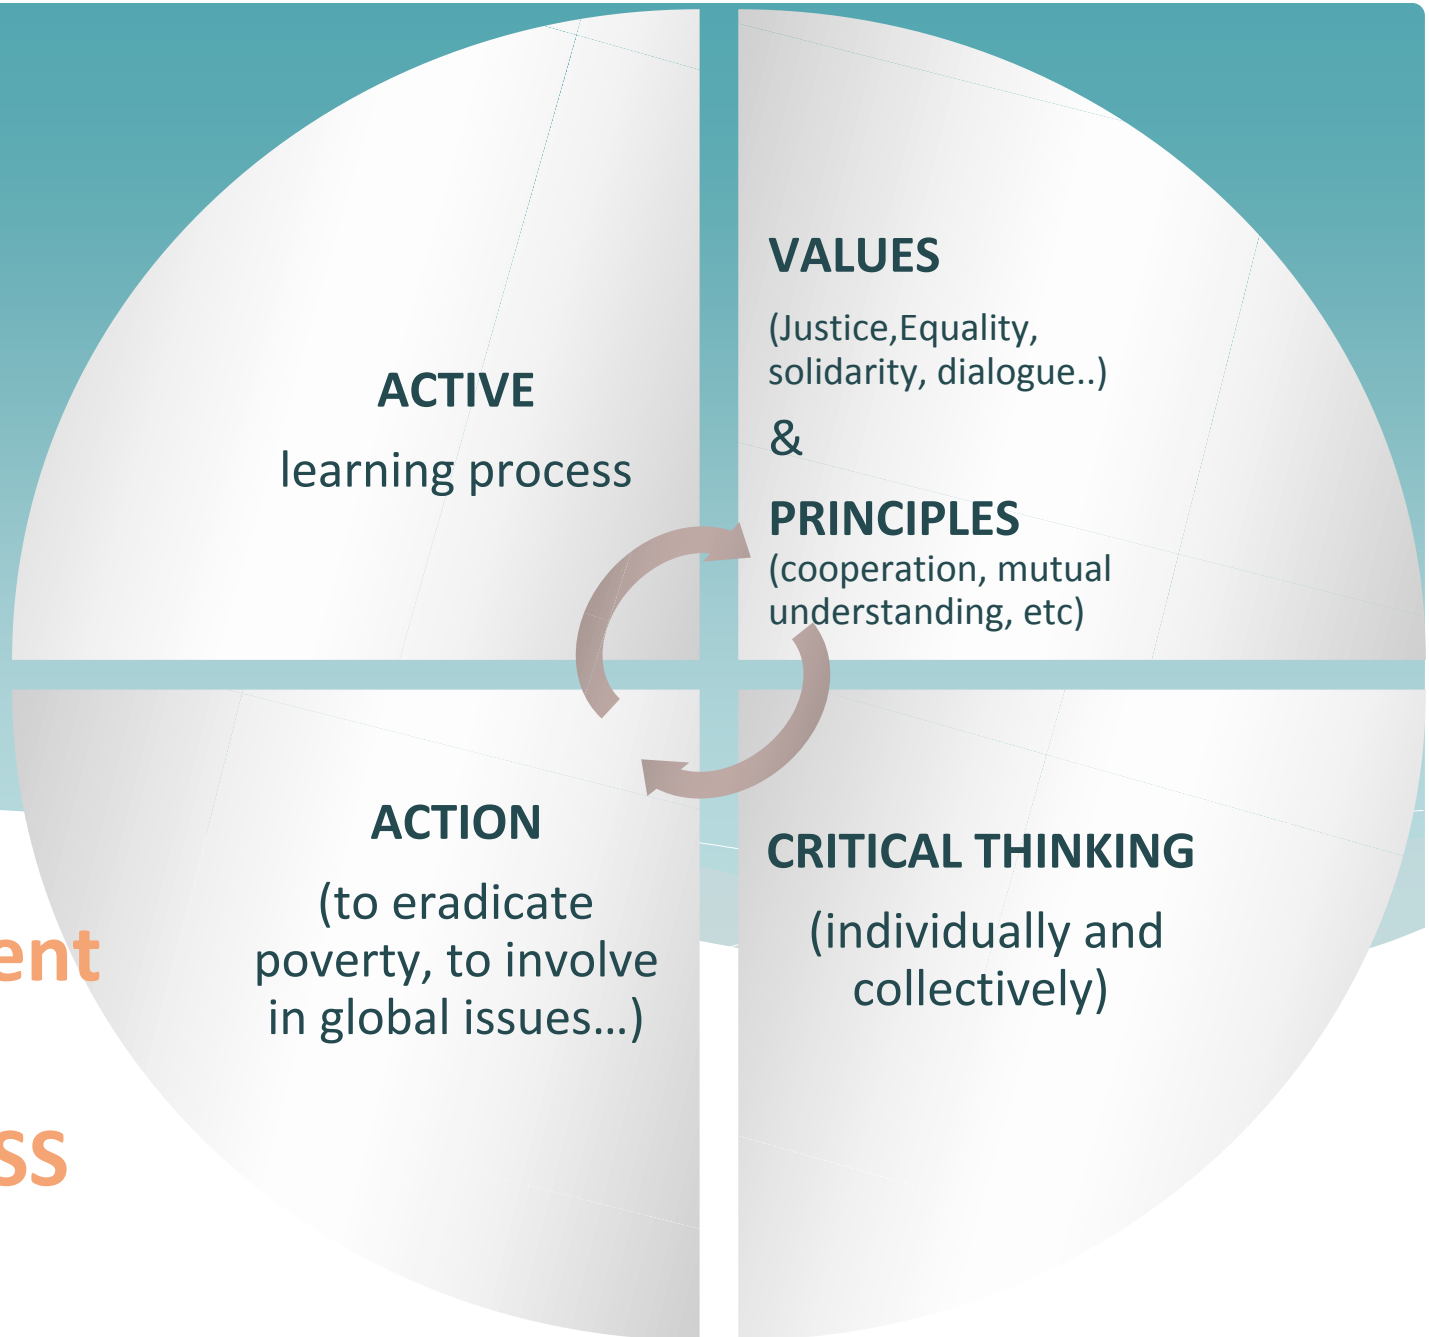 ACTIVE
learning process
VALUES
(Justice,Equality,
solidarity, dialogue..)
&
PRINCIPLES
(cooperation, mutual
understanding, etc)
ACTION
(to eradicate
poverty, to involve
in global issues…)
CRITICAL THINKING
(individually and
collectively)
ent
ss